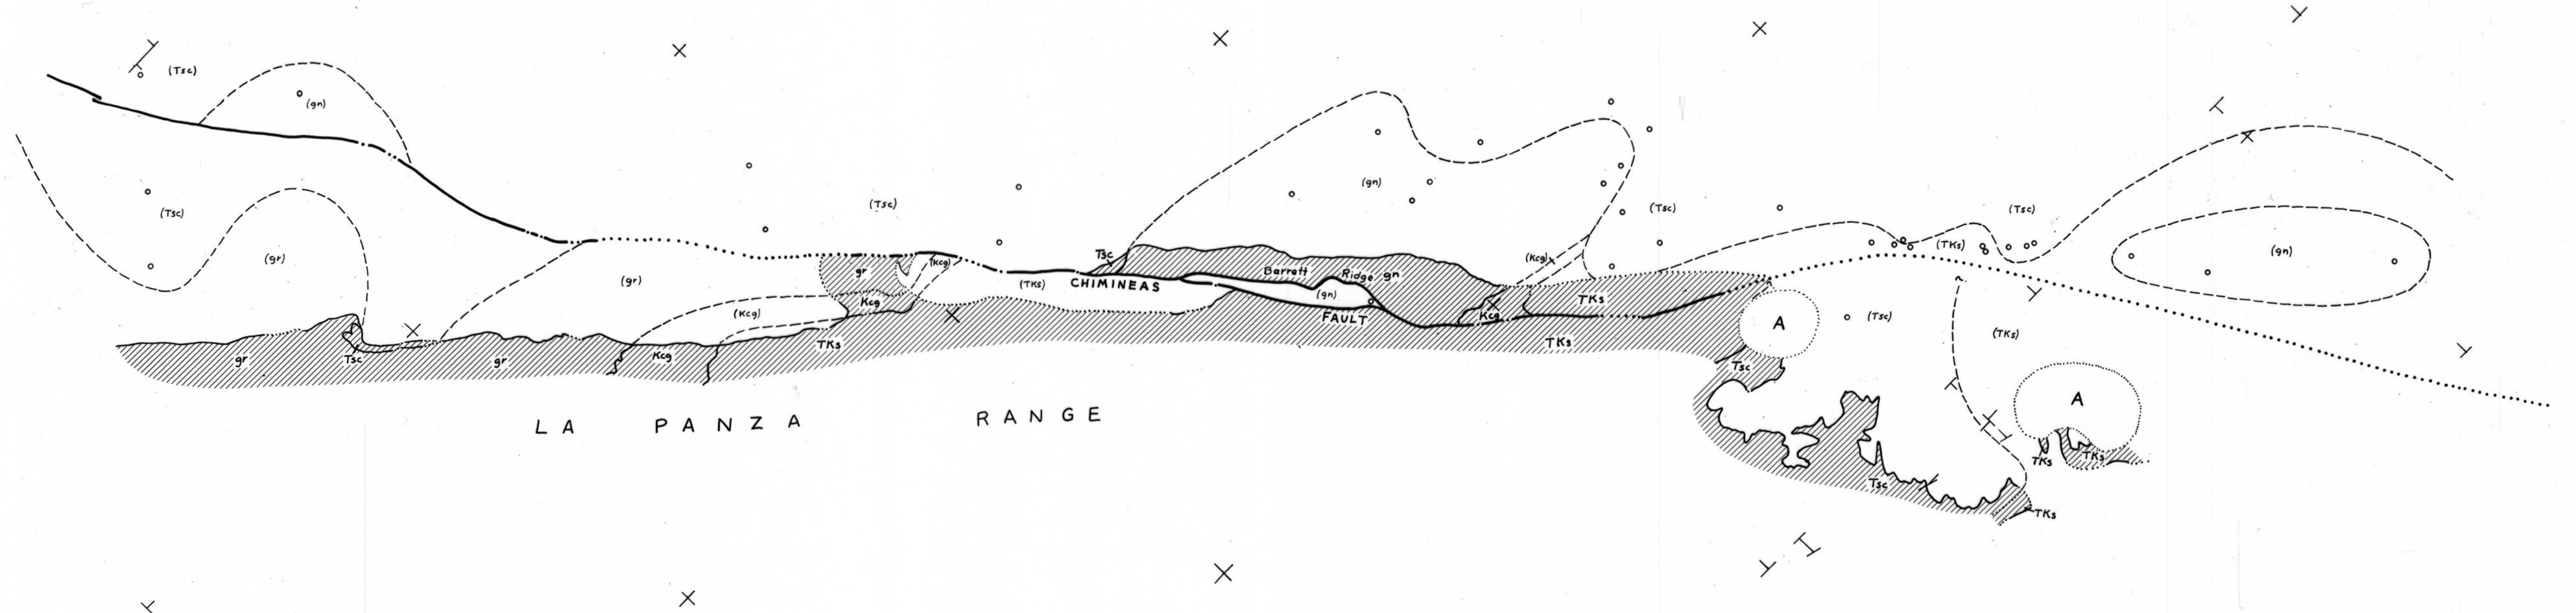 (Tsc)
(gn)
(gn)
(Tsc)
(Kcg)
(Tsc)
(Tsc)
(Tsc)
(TKs)
(gn)
(gr)
(gr)
gr
(Kcg)
Tsc
Barrett Ridge gn
(TKs)
CHIMINEAS
(gn)
FAULT
Kcg
(Kcg)
Kcg
TKs
A
(Tsc)
(TKs)
gr
Tsc
gr
Kcg
TKs
TKs
Tsc
A
LA PANZA RANGE
TKs
TKs
Tsc
TKs